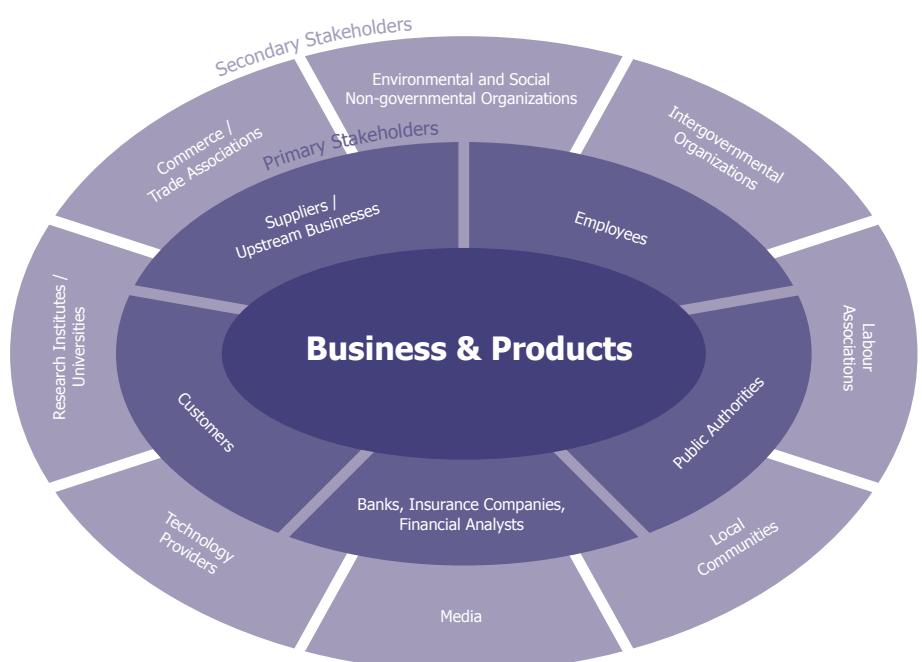 Secondary Stakeholders
Environmental and Social
Non-governmental Organizations
Intergovernmental
Organizations
Commerce /
Trade Associations
Primary Stakeholders
Suppliers /
Upstream Businesses
Employees
Research Institutes /
Universities
Labour
Associations
Business & Products
Customers
Public Authorities
Banks, Insurance Companies,
Financial Analysts
Technology
Providers
Local
Communities
Media